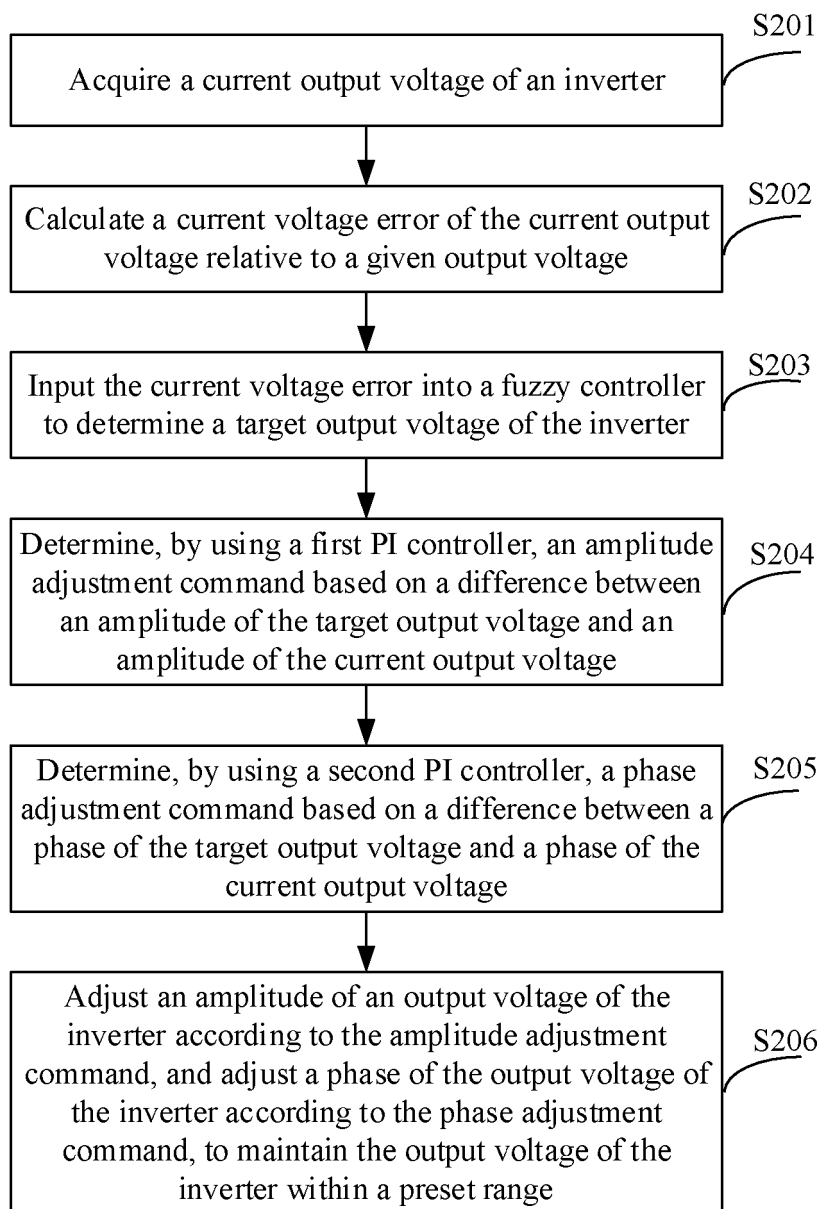 S201
Acquire a current output voltage of an inverter
S202
Calculate a current voltage error of the current output
voltage relative to a given output voltage
S203
Input the current voltage error into a fuzzy controller
to determine a target output voltage of the inverter
S204
Determine, by using a first PI controller, an amplitude
adjustment command based on a difference between
an amplitude of the target output voltage and an
amplitude of the current output voltage
S205
Determine, by using a second PI controller, a phase
adjustment command based on a difference between a
phase of the target output voltage and a phase of the
current output voltage
S206
Adjust an amplitude of an output voltage of the
inverter according to the amplitude adjustment
command, and adjust a phase of the output voltage of
the inverter according to the phase adjustment
command, to maintain the output voltage of the
inverter within a preset range